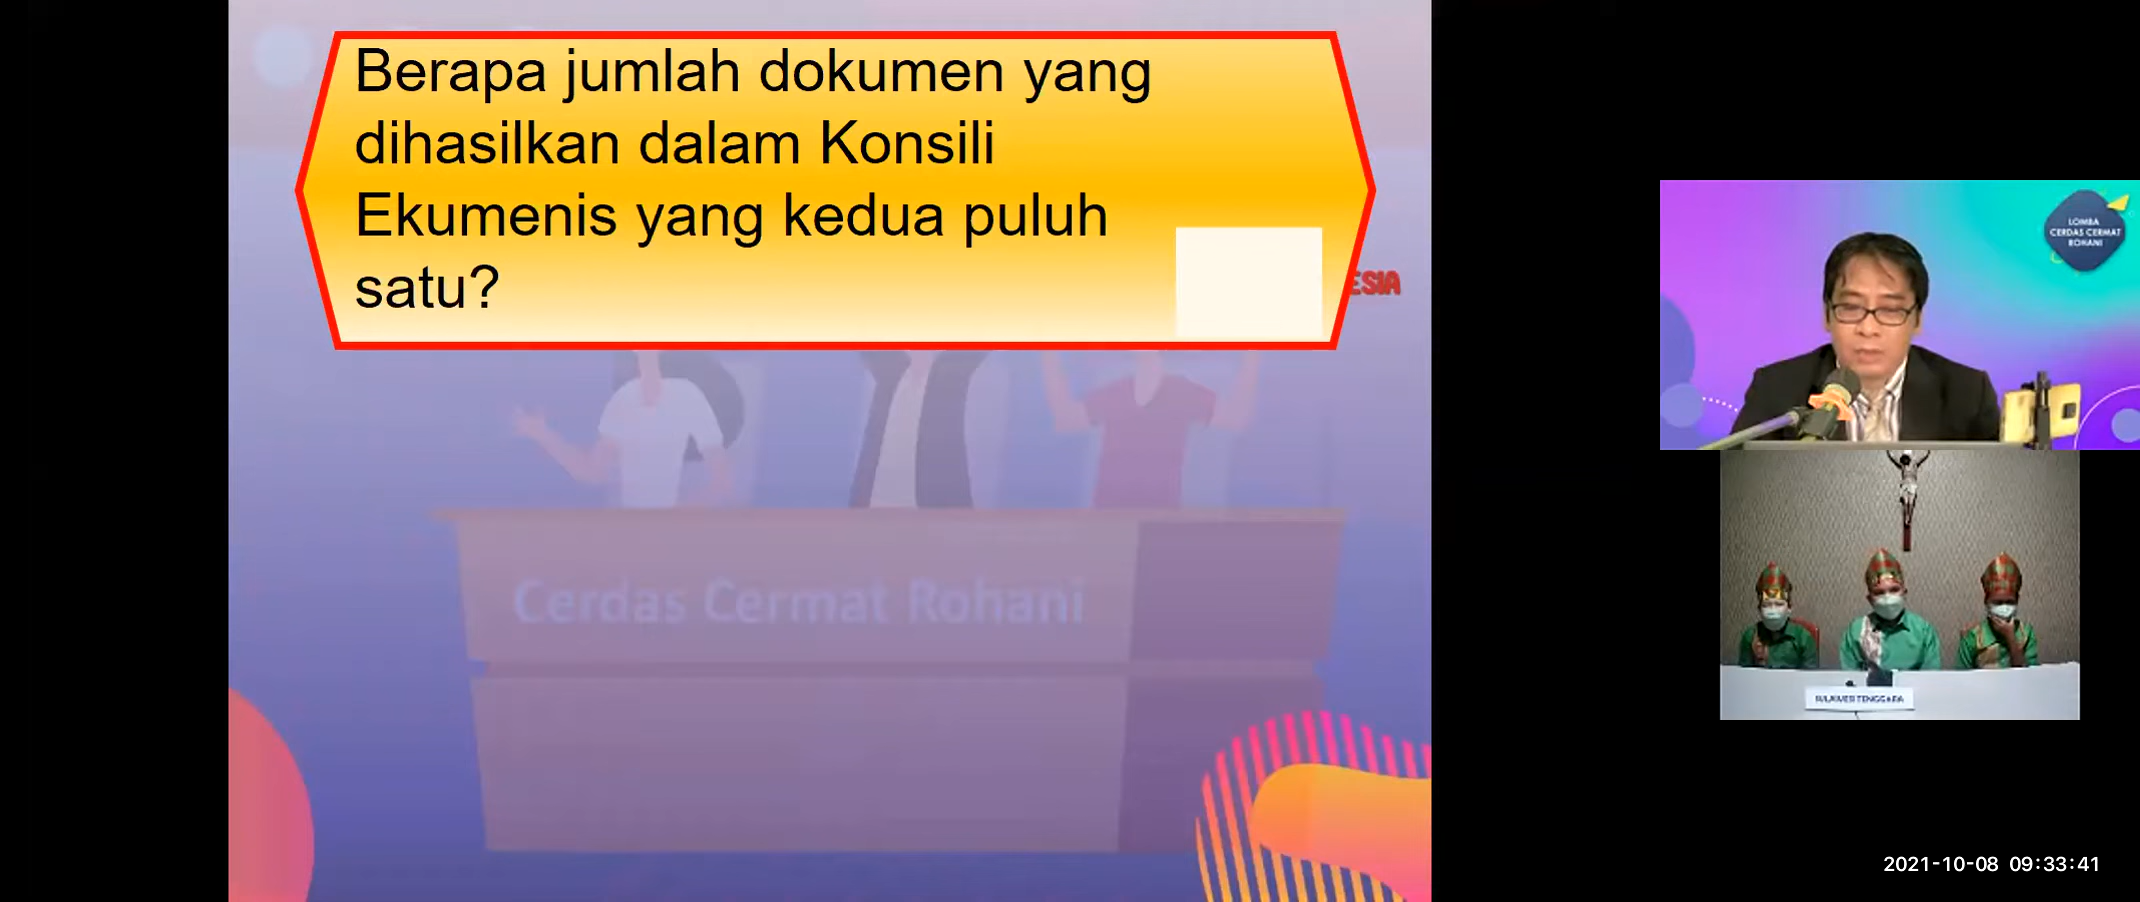 Berapa jumlah dokumen yang
dihasilkan dalam Konsili
Ekumenis yang kedua puluh
satu?
ESIA
Cerdas Cermat Rohani
LOMBA
CERDAS CERMAT
ROHANI
SULAWESI TENGGARA
2021-10-08 09:33:41